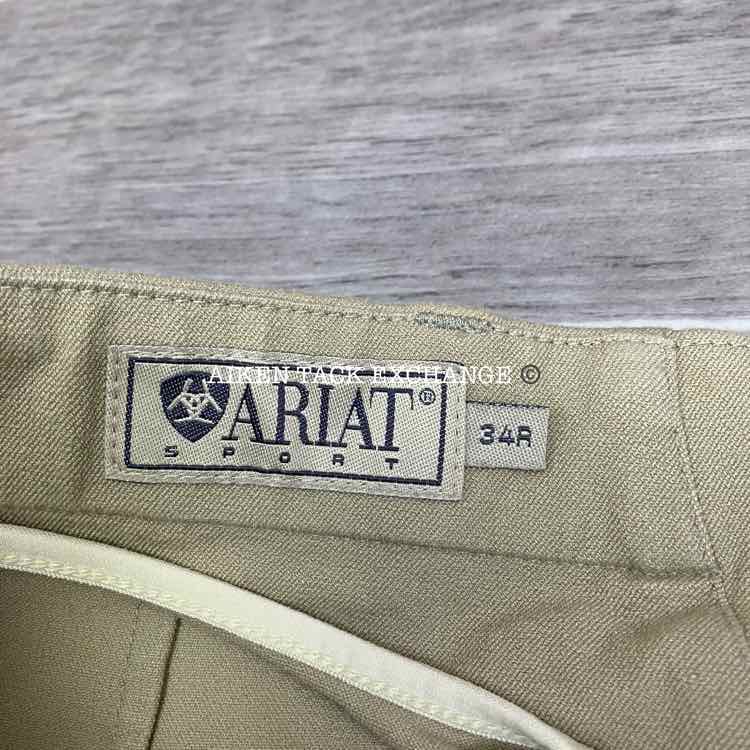 AIKEN TACK EXCHANGE ©
ARIAT®
SPORT
34R